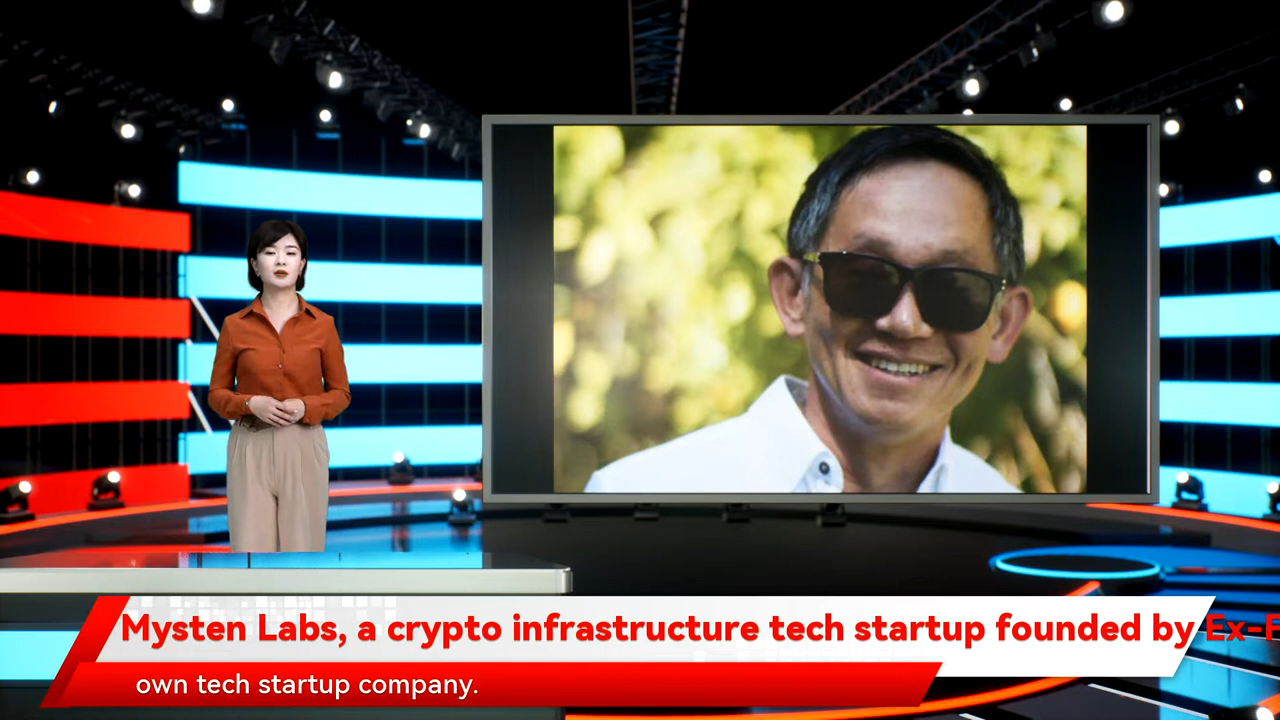 Mysten Labs, a crypto infrastructure tech startup founded by Ex-F
own tech startup company.